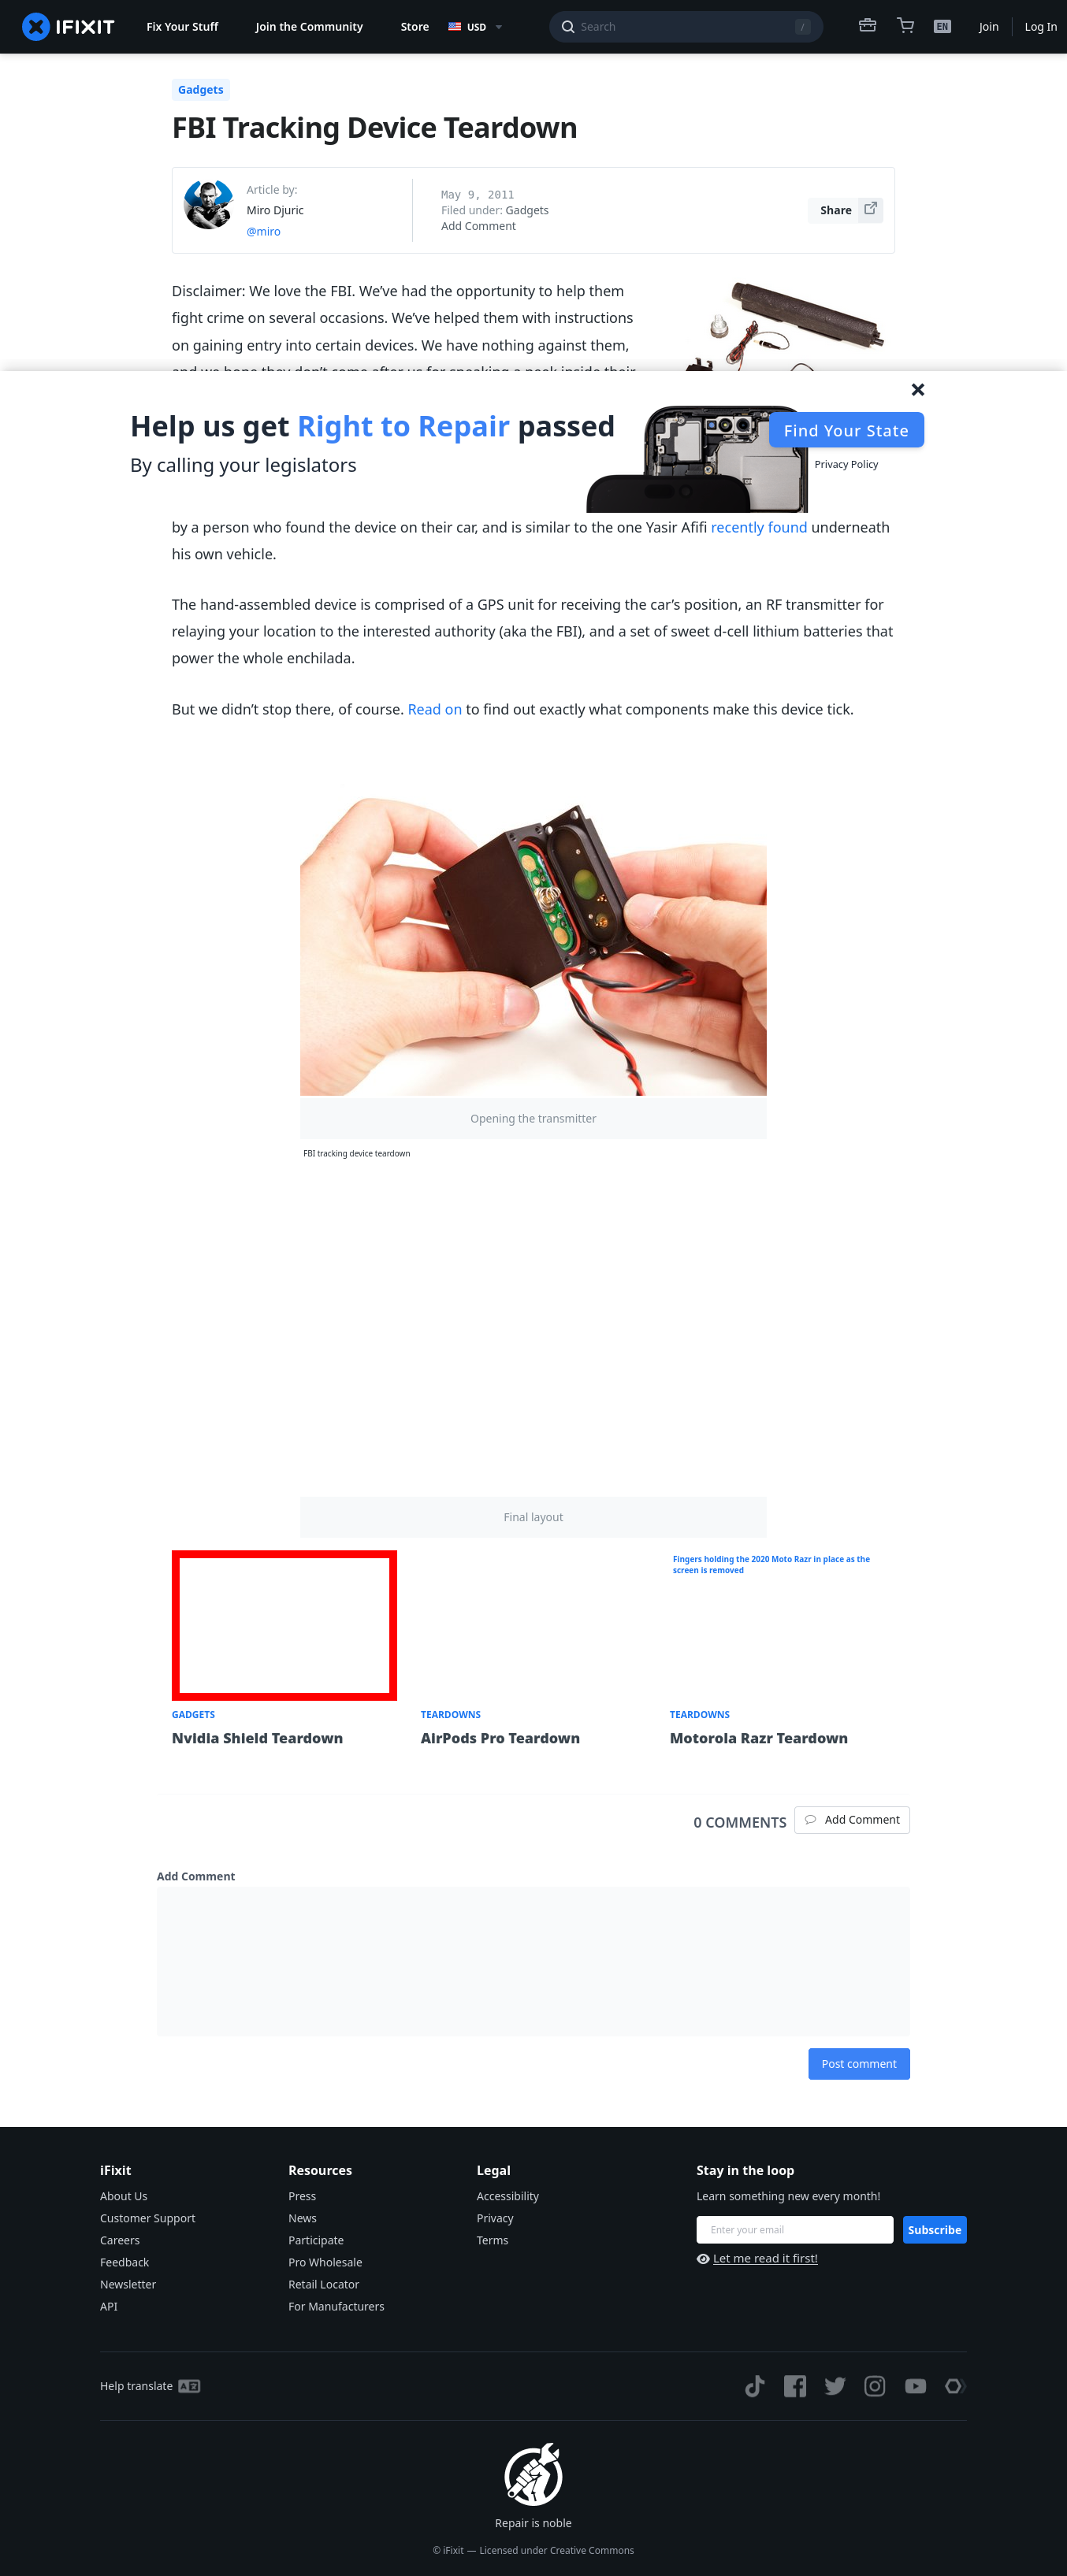 IFIXIT
Fix Your Stuff
Join the Community
Store
USD
Search
/
EN
Join
Log In
Gadgets
FBI Tracking Device Teardown
Article by:
Miro Djuric
@miro
May 9, 2011
Filed under: Gadgets
Add Comment
Share
Disclaimer: We love the FBI. We’ve had the opportunity to help them
fight crime on several occasions. We’ve helped them with instructions
on gaining entry into certain devices. We have nothing against them,
and we hope they don’t come after us for sneaking a peek inside their
Help us get Right to Repair passed
By calling your legislators
Find Your State
Privacy Policy
by a person who found the device on their car, and is similar to the one Yasir Afifi recently found underneath
his own vehicle.
The hand-assembled device is comprised of a GPS unit for receiving the car’s position, an RF transmitter for
relaying your location to the interested authority (aka the FBI), and a set of sweet d-cell lithium batteries that
power the whole enchilada.
But we didn’t stop there, of course. Read on to find out exactly what components make this device tick.
Opening the transmitter
FBI tracking device teardown
Final layout
Fingers holding the 2020 Moto Razr in place as the
screen is removed
GADGETS
Nvidia Shield Teardown
TEARDOWNS
AirPods Pro Teardown
TEARDOWNS
Motorola Razr Teardown
0 COMMENTS
Add Comment
Add Comment
Post comment
iFixit
About Us
Customer Support
Careers
Feedback
Newsletter
API
Resources
Press
News
Participate
Pro Wholesale
Retail Locator
For Manufacturers
Legal
Accessibility
Privacy
Terms
Stay in the loop
Learn something new every month!
Enter your email
Subscribe
Let me read it first!
Help translate
Repair is noble
© iFixit — Licensed under Creative Commons